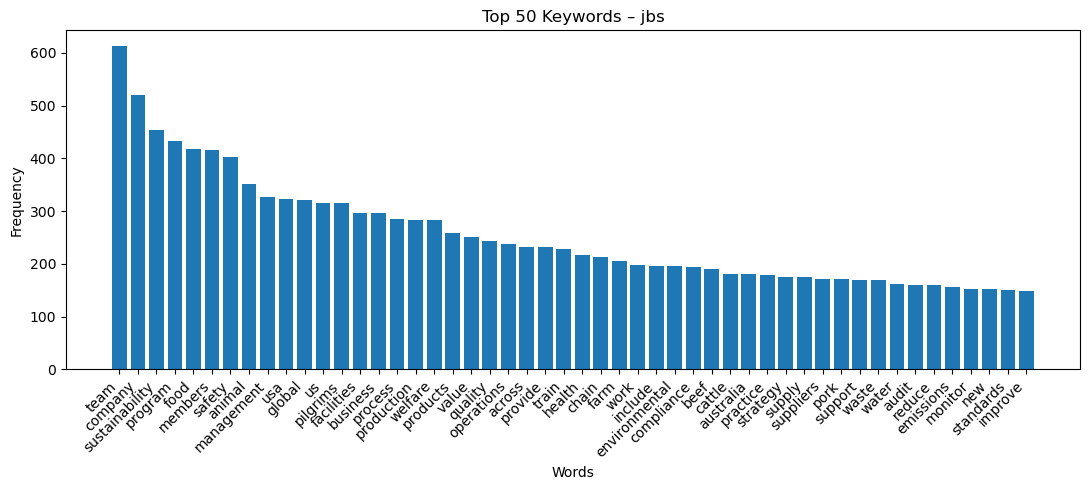 Top 50 Keywords – jbs
Frequency
600
500
400
300
200
100
0
team
company
sustainability
program
food
members
safety
animal
management
usa
global
us
pilgrims
facilities
business
process
production
welfare
products
value
quality
operations
across
provide
train
health
chain
farm
work
include
environmental
compliance
beef
cattle
australia
practice
strategy
supply
suppliers
pork
support
waste
water
audit
reduce
emissions
monitor
new
standards
improve
Words